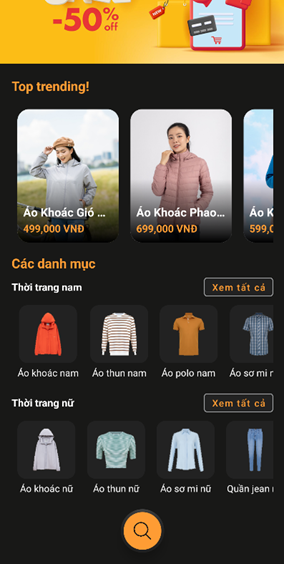 -50% off
Top trending!
Áo Khoác Gió ...
Áo Khoác Phao...
Áo K
499,000 VNĐ
699,000 VNĐ
599,0
Các danh mục
Thời trang nam
Xem tất cả
Áo khoác nam
Áo thun nam
Áo polo nam
Áo sơ mi n
Thời trang nữ
Xem tất cả
Áo khoác nữ
Áo thun nữ
Áo sơ mi nữ
Quần jean n